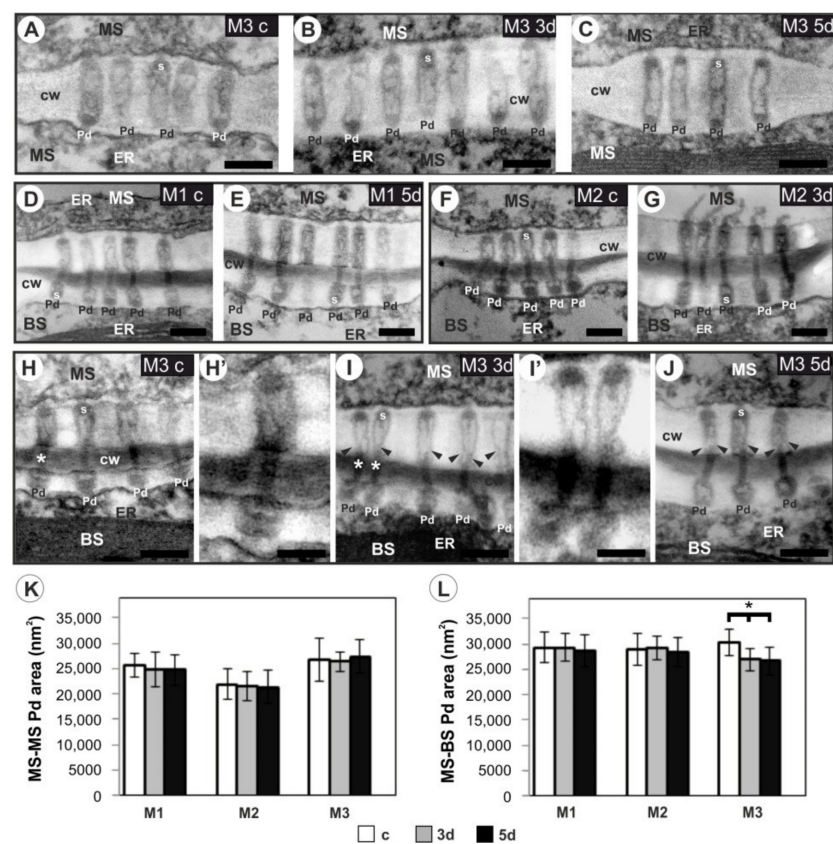 A MS M3 c
cw s
Pd Pd Pd Pd
MS ER
B MS M3 3d
s
cw
Pd Pd Pd Pd Pd Pd
ER MS
C MS ER M3 5d
s
cw
Pd Pd Pd Pd
MS
D ER MS M1 c
cw
s
Pd Pd Pd Pd Pd
BS ER
E MS M1 5d
cw
s
Pd Pd Pd Pd Pd
BS ER
F MS M2 c
s
cw
Pd Pd Pd Pd Pd
BS ER
G MS M2 3d
cw
s
Pd Pd Pd Pd Pd
BS ER
H MS M3 c
s
* cw
Pd Pd Pd Pd
ER
BS
H'
I MS M3 3d
s
* *
Pd Pd Pd Pd Pd
BS ER
I'
J MS M3 5d
s
cw
Pd Pd Pd
ER
BS
K
MS-MS Pd area (nm²)
35,000
30,000
25,000
20,000
15,000
10,000
5000
0
M1 M2 M3
L
MS-BS Pd area (nm²)
35,000
30,000
25,000
20,000
15,000
10,000
5000
0
*
M1 M2 M3
c 3d 5d